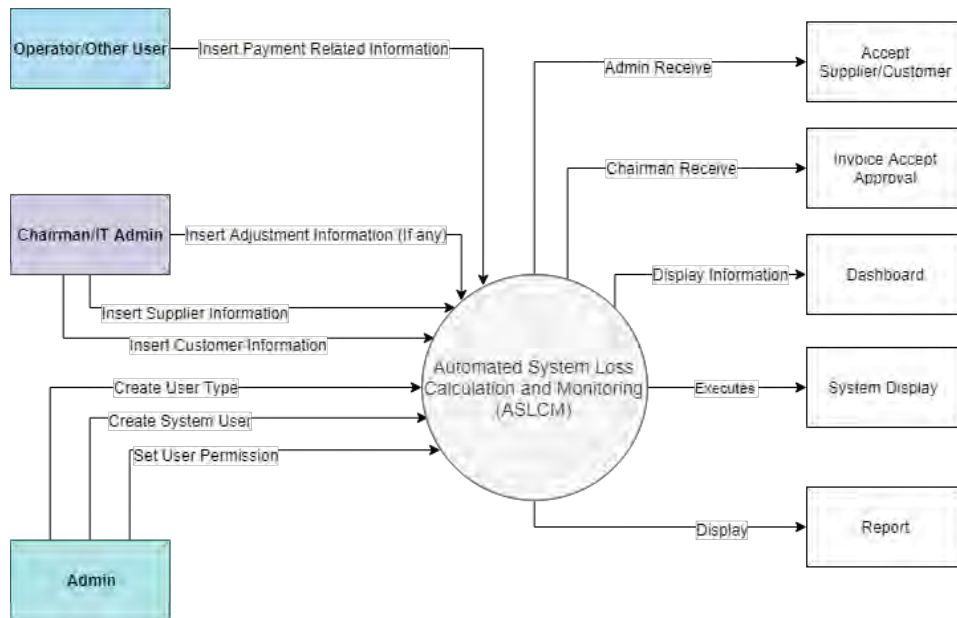 Operator/Other User
Insert Payment Related Information
Admin Receive
Accept
Supplier/Customer
Chairman Receive
Invoice Accept
Approval
Chairman/IT Admin
Insert Adjustment Information (If any)
Display Information
Dashboard
Insert Supplier Information
Insert Customer Information
Automated System Loss
Calculation and Monitoring
(ASLCM)
Create User Type
Executes
System Display
Create System User
Set User Permission
Display
Report
Admin